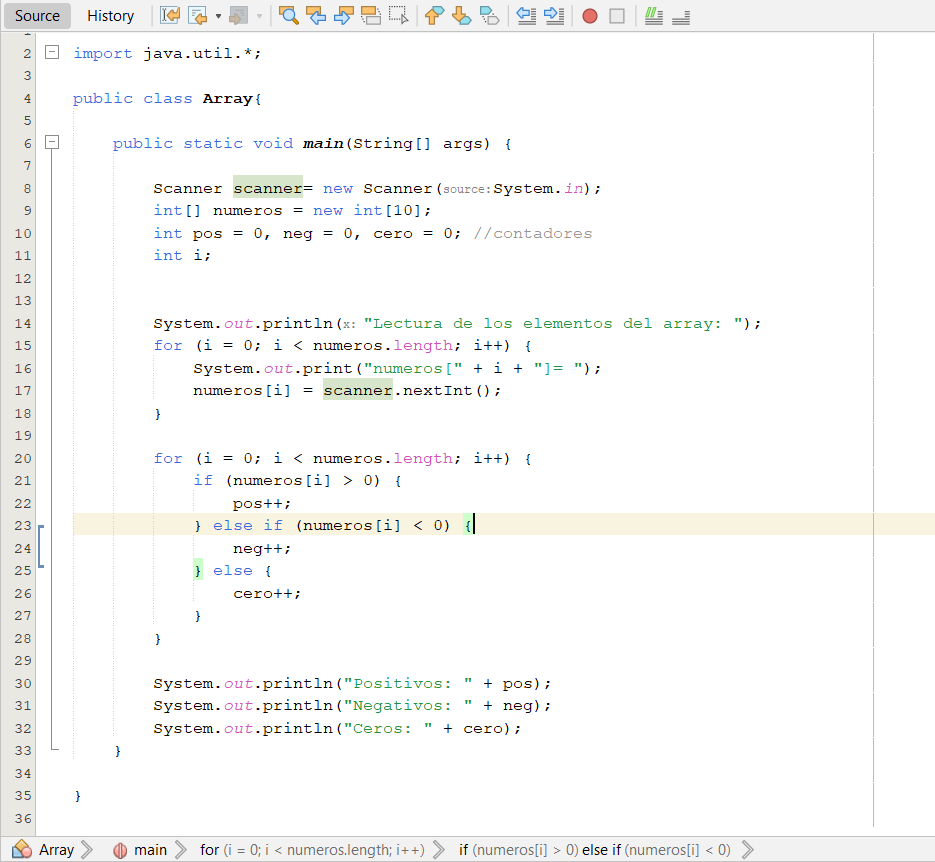 Source History
1
2 import java.util.*;
3
4 public class Array{
5
6     public static void main(String[] args) {
7
8         Scanner scanner= new Scanner(source:System.in);
9         int[] numeros = new int[10];
10         int pos = 0, neg = 0, cero = 0; //contadores
11         int i;
12
13
14         System.out.println(x: "Lectura de los elementos del array: ");
15         for (i = 0; i < numeros.length; i++) {
16             System.out.print("numeros[" + i + "]= ");
17             numeros[i] = scanner.nextInt();
18         }
19
20         for (i = 0; i < numeros.length; i++) {
21             if (numeros[i] > 0) {
22                 pos++;
23             } else if (numeros[i] < 0) {
24                 neg++;
25             } else {
26                 cero++;
27             }
28         }
29
30         System.out.println("Positivos: " + pos);
31         System.out.println("Negativos: " + neg);
32         System.out.println("Ceros: " + cero);
33     }
34
35 }
36
Array main for (i = 0; i < numeros.length; i++) if (numeros[i] > 0) else if (numeros[i] < 0)